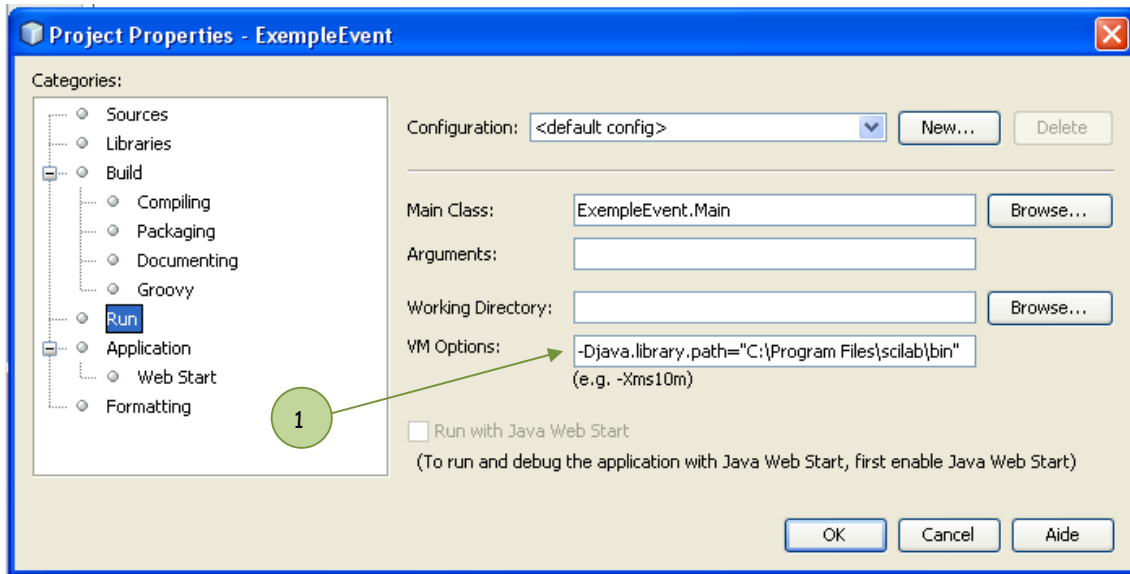 Project Properties - ExempleEvent
Categories:
Sources
Libraries
Build
Compiling
Packaging
Documenting
Groovy
Run
Application
Web Start
Formatting
Configuration: <default config> New... Delete
Main Class: ExempleEvent.Main Browse...
Arguments:
Working Directory: Browse...
VM Options: -Djava.library.path="C:\Program Files\scilab\bin"
(e.g. -Xms10m)
1
Run with Java Web Start
(To run and debug the application with Java Web Start, first enable Java Web Start)
OK Cancel Aide